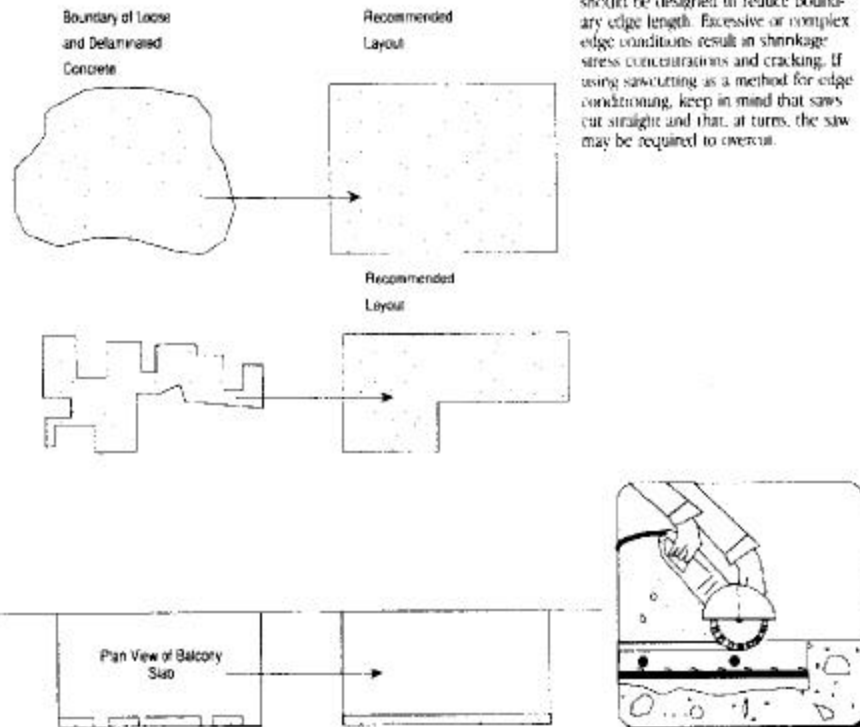 Boundary of Loose
and Delaminated
Concrete
Recommended
Layout
should be designed to reduce bound-
ary edge length. Excessive or complex
edge conditions result in shrinkage
stress concentrations and cracking. If
using sawcutting as a method for edge
conditioning, keep in mind that saws
cut straight and that, at turns, the saw
may be required to overcut.
Recommended
Layout
Plan View of Balcony
Slab